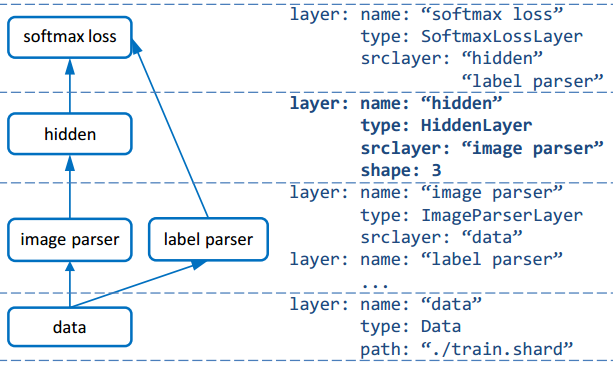 softmax loss
layer: name: “softmax loss”
type: SoftmaxLossLayer
srclayer: “hidden”
“label parser”
hidden
layer: name: “hidden”
type: HiddenLayer
srclayer: “image parser”
shape: 3
image parser
label parser
layer: name: “image parser”
type: ImageParserLayer
srclayer: “data”
layer: name: “label parser”
...
data
layer: name: “data”
type: Data
path: “./train.shard”